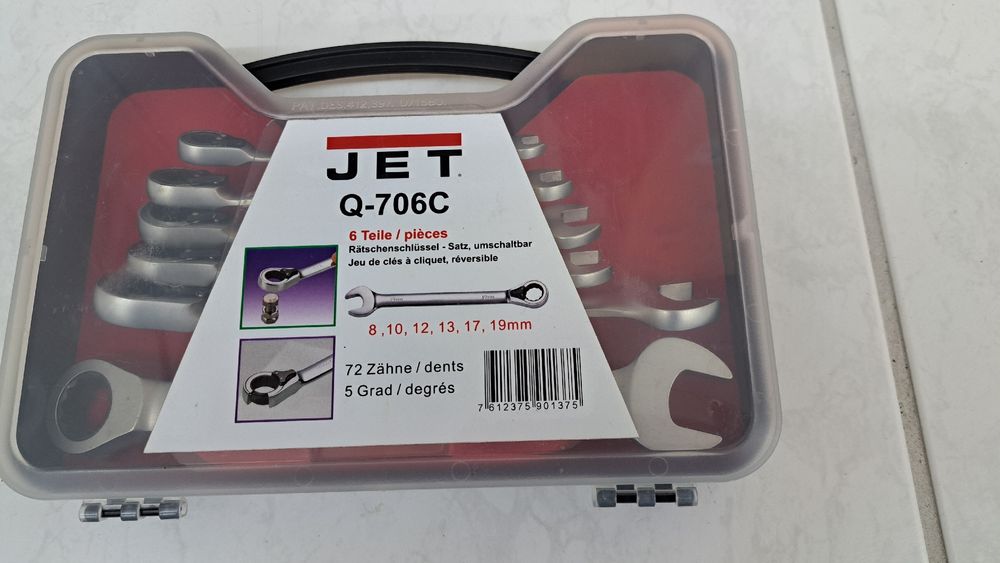 JET
Q-706C
6 Teile / pièces
Rätschenschlüssel - Satz, umschaltbar
Jeu de clés à cliquet, réversible
8 ,10, 12, 13, 17, 19mm
72 Zähne / dents
5 Grad / degrés
7 612375 901375